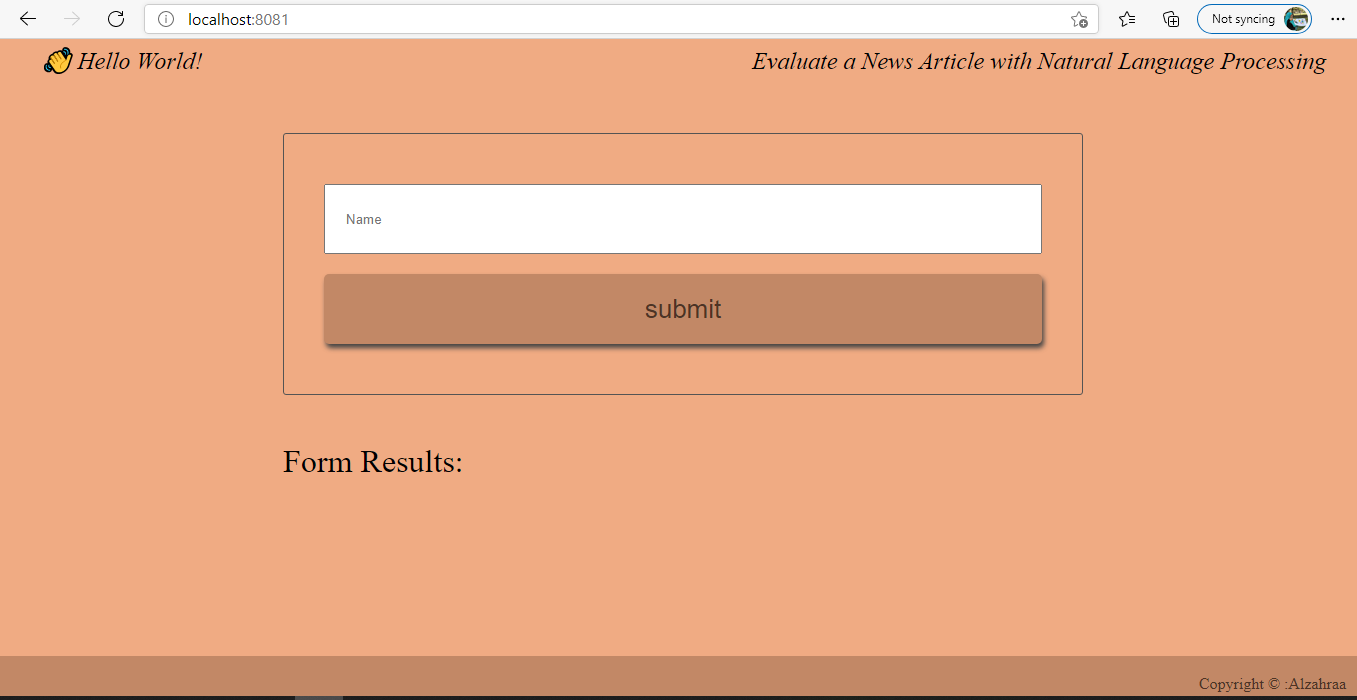 localhost:8081
Not syncing
👋 Hello World!
Evaluate a News Article with Natural Language Processing
Name
submit
Form Results:
Copyright © :Alzahraa